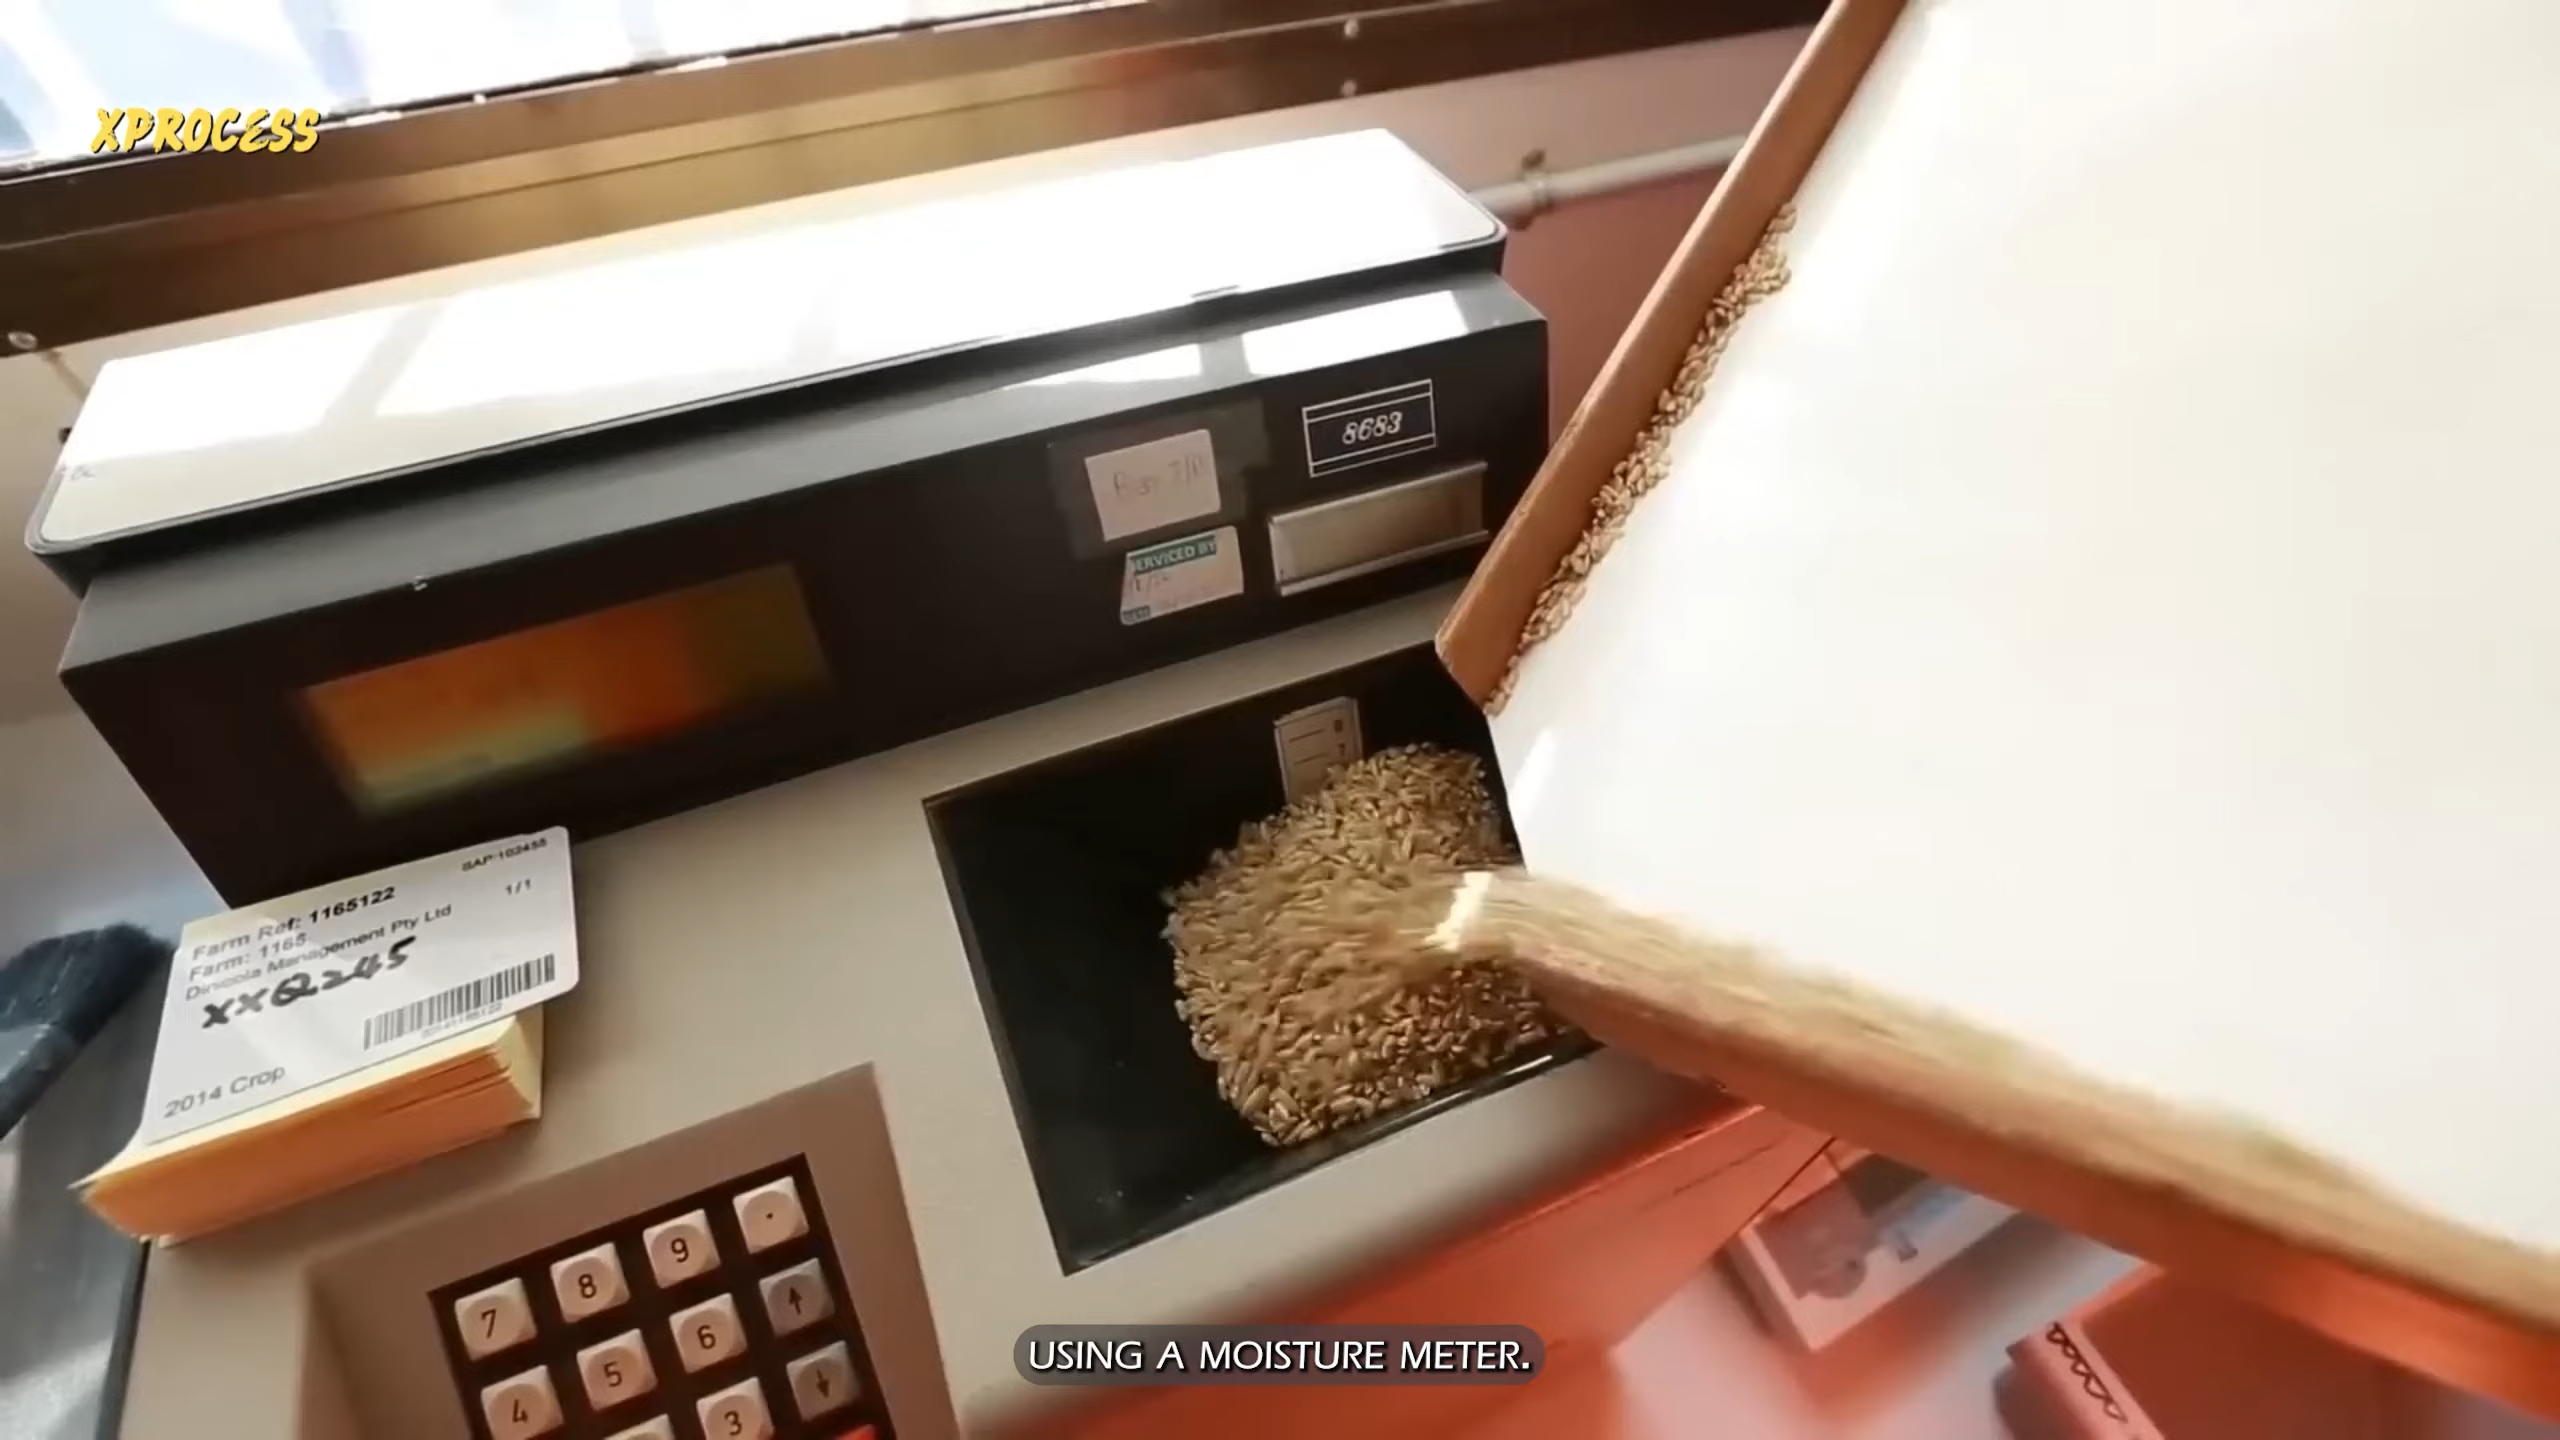 XPROCESS
8683
SERVICED BY
SAP:102455
1/1
Farm Ref: 1165122
Farm: 1165
Dinicola Management Pty Ltd
XXQ245
2014 Crop
7 8 9 .
4 5 6 ↑
3 ↓
USING A MOISTURE METER.